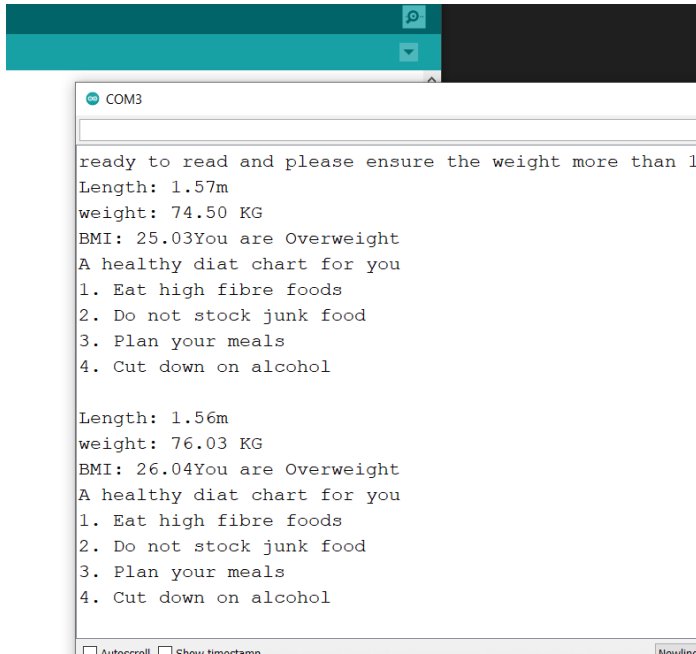 COM3
ready to read and please ensure the weight more than 1
Length: 1.57m
weight: 74.50 KG
BMI: 25.03You are Overweight
A healthy diat chart for you
1. Eat high fibre foods
2. Do not stock junk food
3. Plan your meals
4. Cut down on alcohol
Length: 1.56m
weight: 76.03 KG
BMI: 26.04You are Overweight
A healthy diat chart for you
1. Eat high fibre foods
2. Do not stock junk food
3. Plan your meals
4. Cut down on alcohol
Autoscroll Show timestamp Newline